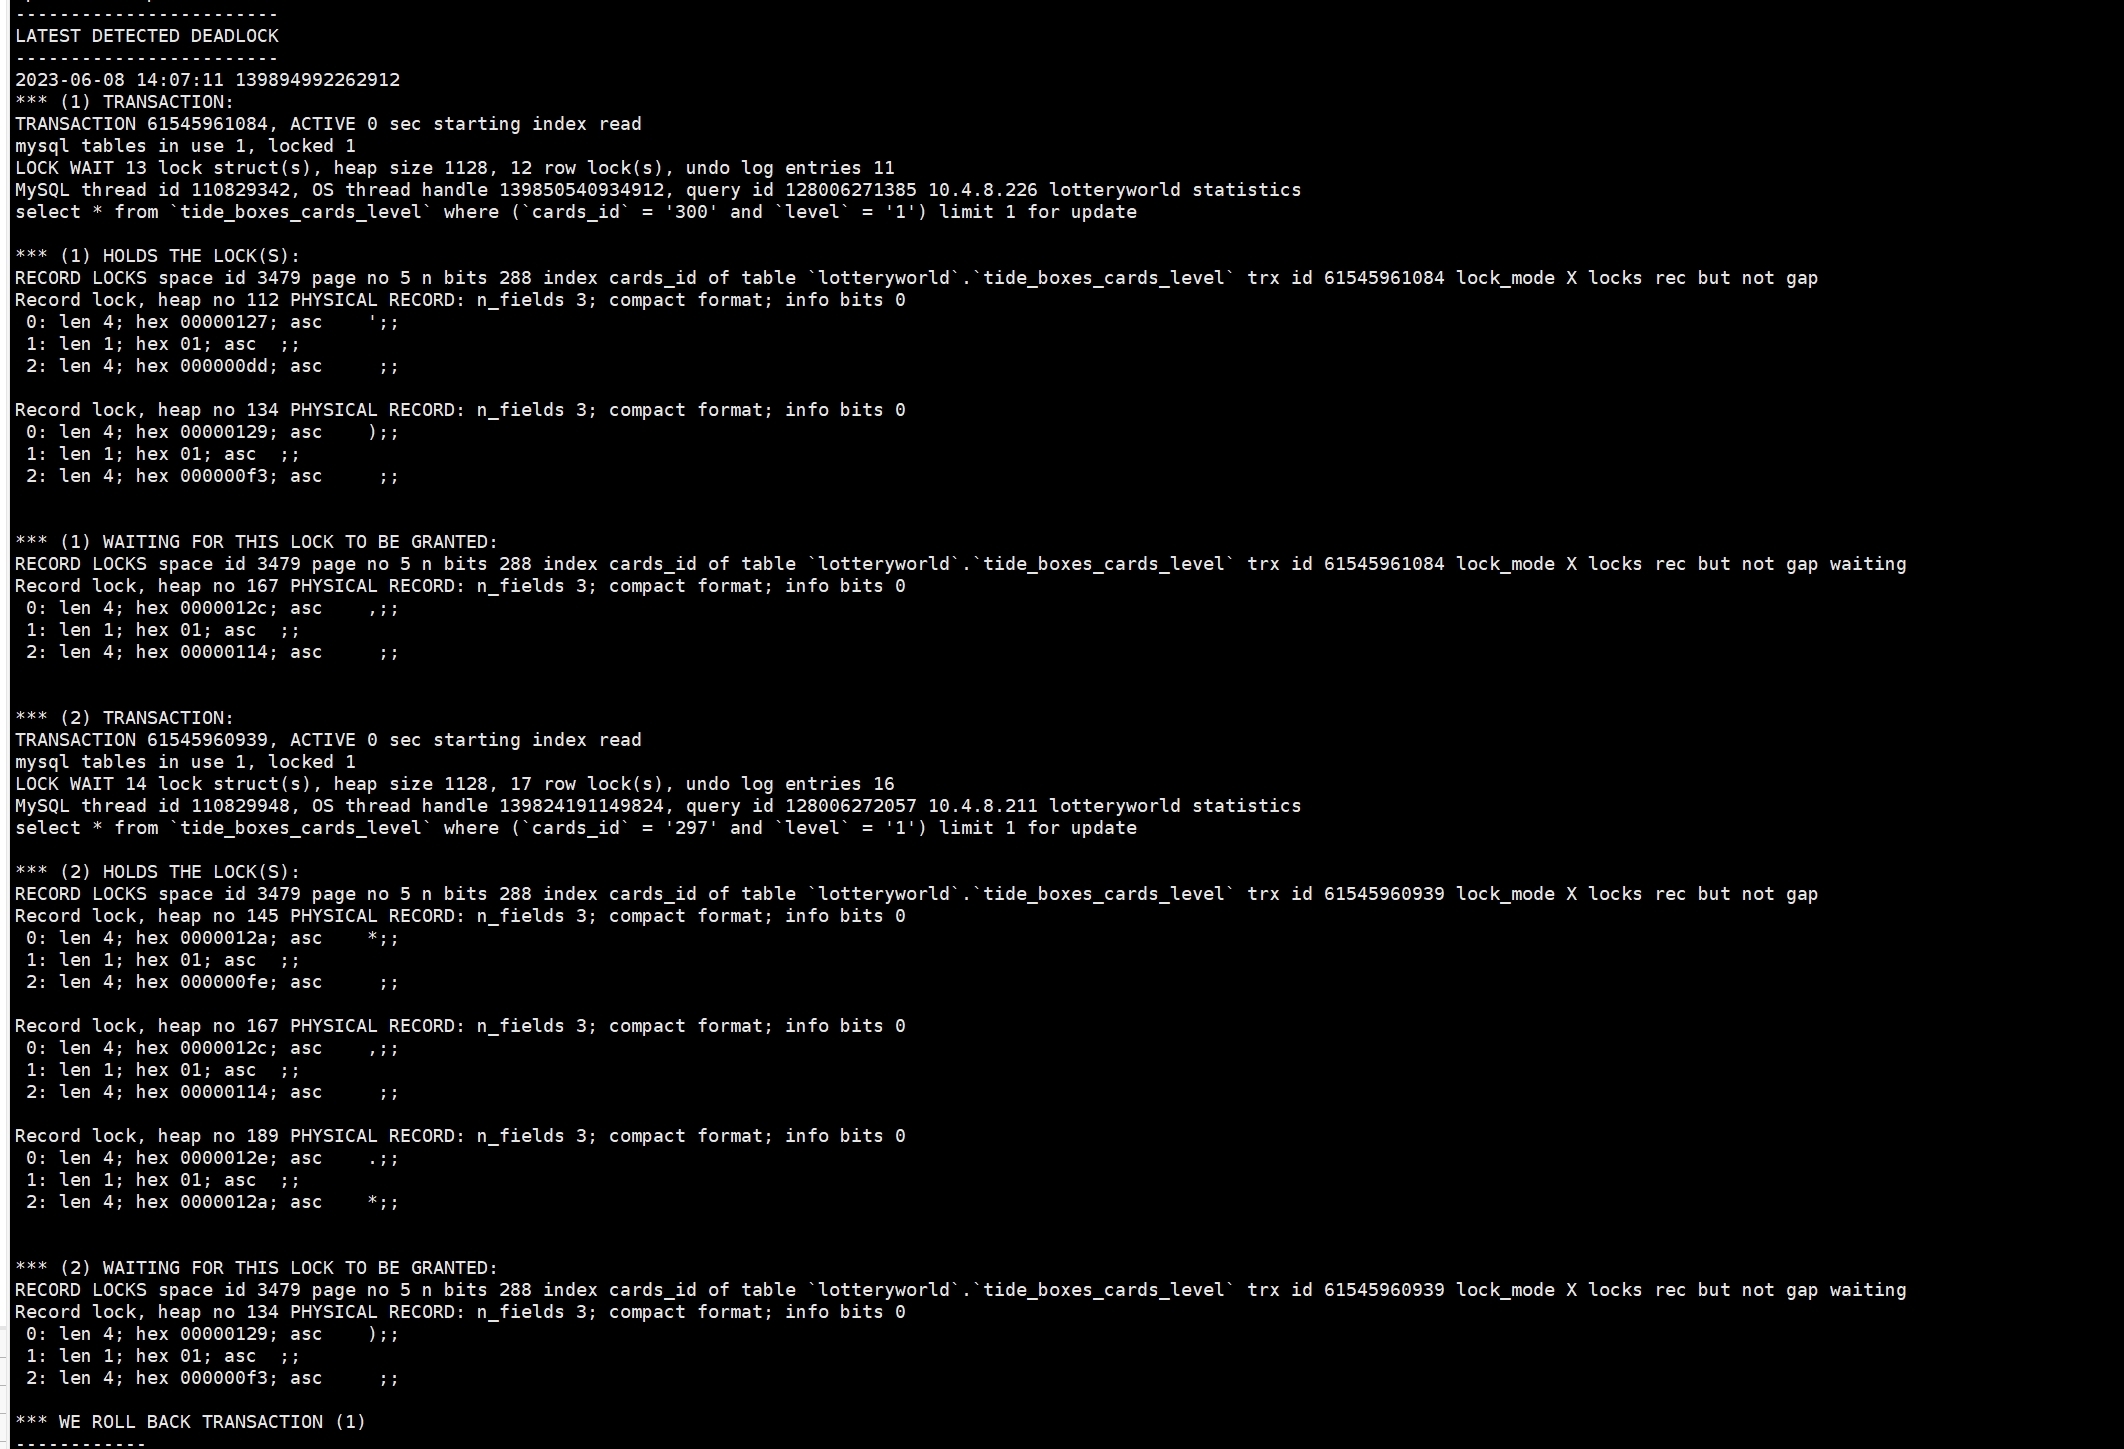 ------------------------
LATEST DETECTED DEADLOCK
------------------------
2023-06-08 14:07:11 139894992262912
*** (1) TRANSACTION:
TRANSACTION 61545961084, ACTIVE 0 sec starting index read
mysql tables in use 1, locked 1
LOCK WAIT 13 lock struct(s), heap size 1128, 12 row lock(s), undo log entries 11
MySQL thread id 110829342, OS thread handle 139850540934912, query id 128006271385 10.4.8.226 lotteryworld statistics
select * from `tide_boxes_cards_level` where (`cards_id` = '300' and `level` = '1') limit 1 for update

*** (1) HOLDS THE LOCK(S):
RECORD LOCKS space id 3479 page no 5 n bits 288 index cards_id of table `lotteryworld`.`tide_boxes_cards_level` trx id 61545961084 lock_mode X locks rec but not gap
Record lock, heap no 112 PHYSICAL RECORD: n_fields 3; compact format; info bits 0
 0: len 4; hex 00000127; asc    ';;
 1: len 1; hex 01; asc  ;;
 2: len 4; hex 000000dd; asc     ;;

Record lock, heap no 134 PHYSICAL RECORD: n_fields 3; compact format; info bits 0
 0: len 4; hex 00000129; asc    );;
 1: len 1; hex 01; asc  ;;
 2: len 4; hex 000000f3; asc     ;;

*** (1) WAITING FOR THIS LOCK TO BE GRANTED:
RECORD LOCKS space id 3479 page no 5 n bits 288 index cards_id of table `lotteryworld`.`tide_boxes_cards_level` trx id 61545961084 lock_mode X locks rec but not gap waiting
Record lock, heap no 167 PHYSICAL RECORD: n_fields 3; compact format; info bits 0
 0: len 4; hex 0000012c; asc    ,;;
 1: len 1; hex 01; asc  ;;
 2: len 4; hex 00000114; asc     ;;

*** (2) TRANSACTION:
TRANSACTION 61545960939, ACTIVE 0 sec starting index read
mysql tables in use 1, locked 1
LOCK WAIT 14 lock struct(s), heap size 1128, 17 row lock(s), undo log entries 16
MySQL thread id 110829948, OS thread handle 139824191149824, query id 128006272057 10.4.8.211 lotteryworld statistics
select * from `tide_boxes_cards_level` where (`cards_id` = '297' and `level` = '1') limit 1 for update

*** (2) HOLDS THE LOCK(S):
RECORD LOCKS space id 3479 page no 5 n bits 288 index cards_id of table `lotteryworld`.`tide_boxes_cards_level` trx id 61545960939 lock_mode X locks rec but not gap
Record lock, heap no 145 PHYSICAL RECORD: n_fields 3; compact format; info bits 0
 0: len 4; hex 0000012a; asc    *;;
 1: len 1; hex 01; asc  ;;
 2: len 4; hex 000000fe; asc     ;;

Record lock, heap no 167 PHYSICAL RECORD: n_fields 3; compact format; info bits 0
 0: len 4; hex 0000012c; asc    ,;;
 1: len 1; hex 01; asc  ;;
 2: len 4; hex 00000114; asc     ;;

Record lock, heap no 189 PHYSICAL RECORD: n_fields 3; compact format; info bits 0
 0: len 4; hex 0000012e; asc    .;;
 1: len 1; hex 01; asc  ;;
 2: len 4; hex 0000012a; asc    *;;

*** (2) WAITING FOR THIS LOCK TO BE GRANTED:
RECORD LOCKS space id 3479 page no 5 n bits 288 index cards_id of table `lotteryworld`.`tide_boxes_cards_level` trx id 61545960939 lock_mode X locks rec but not gap waiting
Record lock, heap no 134 PHYSICAL RECORD: n_fields 3; compact format; info bits 0
 0: len 4; hex 00000129; asc    );;
 1: len 1; hex 01; asc  ;;
 2: len 4; hex 000000f3; asc     ;;

*** WE ROLL BACK TRANSACTION (1)
------------